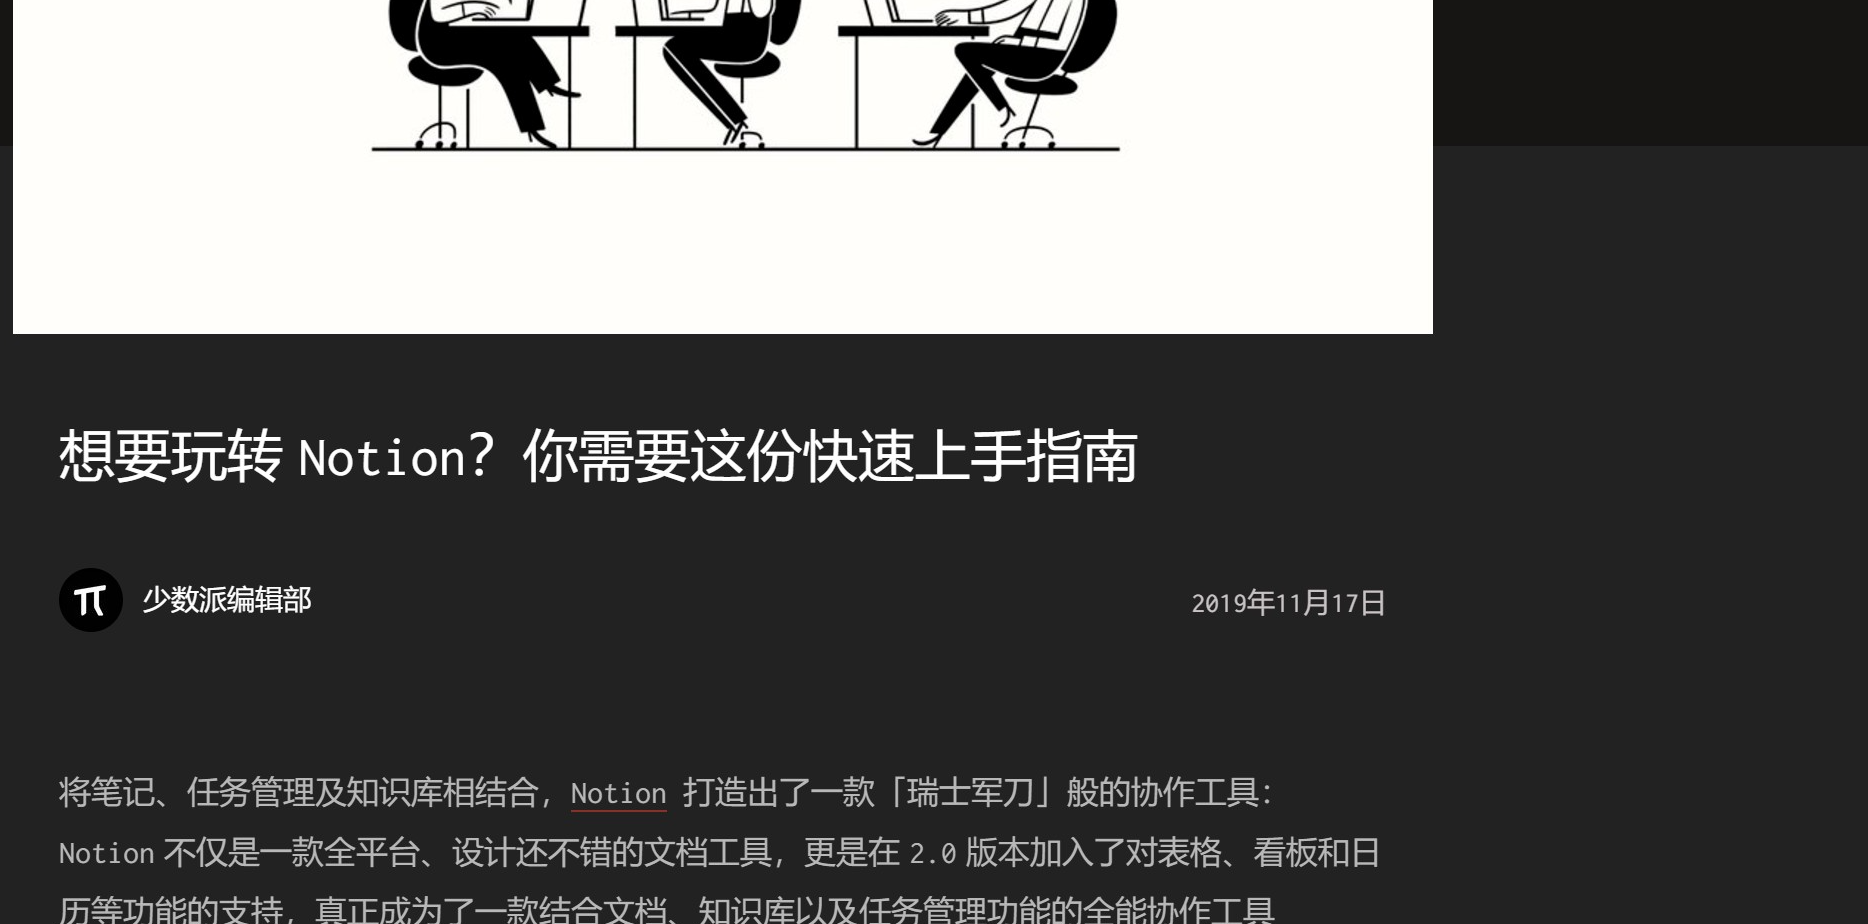 想要玩转 Notion？你需要这份快速上手指南
少数派编辑部
2019年11月17日
将笔记、任务管理及知识库相结合，Notion 打造出了一款「瑞士军刀」般的协作工具：
Notion 不仅是一款全平台、设计还不错的文档工具，更是在 2.0 版本加入了对表格、看板和日
历等功能的支持，真正成为了一款结合文档、知识库以及任务管理功能的全能协作工具